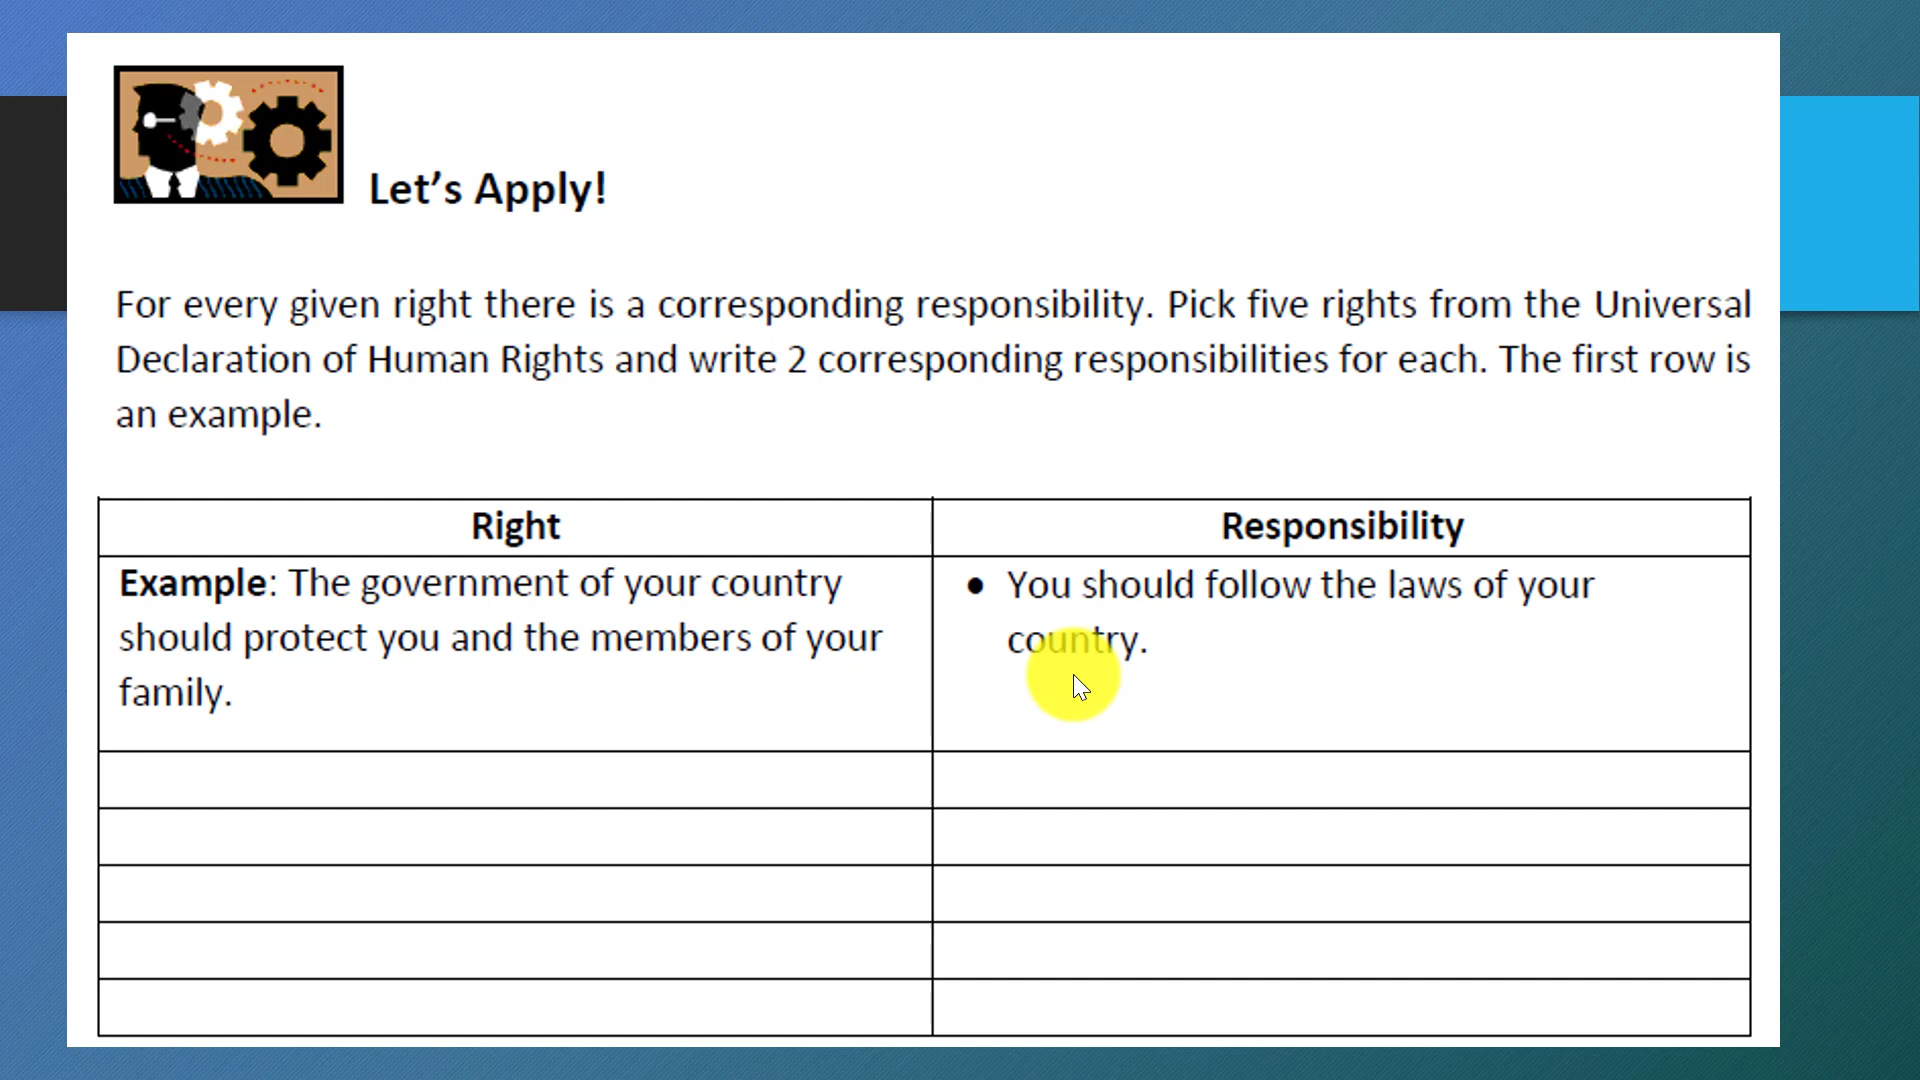 Let’s Apply!
For every given right there is a corresponding responsibility. Pick five rights from the Universal
Declaration of Human Rights and write 2 corresponding responsibilities for each. The first row is
an example.
Right
Responsibility
Example: The government of your country
should protect you and the members of your
family.
• You should follow the laws of your
country.